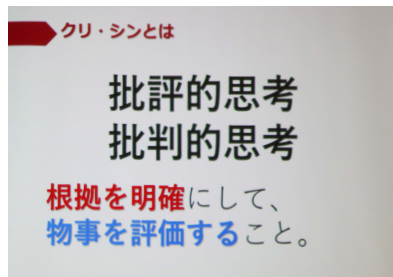 クリ・シンとは
批評的思考
批判的思考
根拠を明確にして、
物事を評価すること。